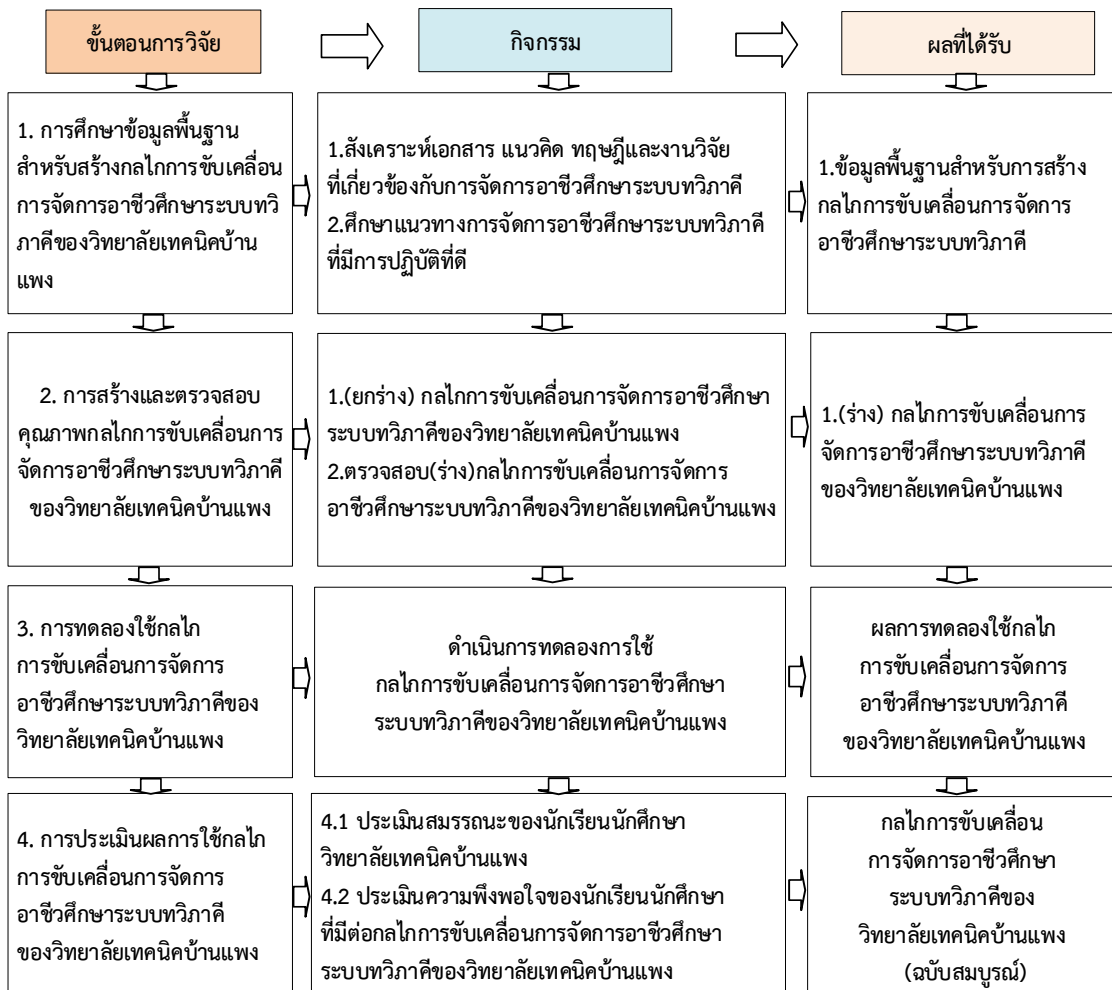 ขั้นตอนการวิจัย
กิจกรรม
ผลที่ได้รับ
1. การศึกษาข้อมูลพื้นฐาน
สำหรับสร้างกลไกการขับเคลื่อน
การจัดการอาชีวศึกษาระบบทวิ
ภาคีของวิทยาลัยเทคนิคบ้าน
แพง
1.สังเคราะห์เอกสาร แนวคิด ทฤษฎีและงานวิจัย
ที่เกี่ยวข้องกับการจัดการอาชีวศึกษาระบบทวิภาคี
2.ศึกษาแนวทางการจัดการอาชีวศึกษาระบบทวิภาคี
ที่มีการปฏิบัติที่ดี
1.ข้อมูลพื้นฐานสำหรับการสร้าง
กลไกการขับเคลื่อนการจัดการ
อาชีวศึกษาระบบทวิภาคี
2. การสร้างและตรวจสอบ
คุณภาพกลไกการขับเคลื่อนการ
จัดการอาชีวศึกษาระบบทวิภาคี
ของวิทยาลัยเทคนิคบ้านแพง
1.(ยกร่าง) กลไกการขับเคลื่อนการจัดการอาชีวศึกษา
ระบบทวิภาคีของวิทยาลัยเทคนิคบ้านแพง
2.ตรวจสอบ(ร่าง)กลไกการขับเคลื่อนการจัดการ
อาชีวศึกษาระบบทวิภาคีของวิทยาลัยเทคนิคบ้านแพง
1.(ร่าง) กลไกการขับเคลื่อนการ
จัดการอาชีวศึกษาระบบทวิภาคี
ของวิทยาลัยเทคนิคบ้านแพง
3. การทดลองใช้กลไก
การขับเคลื่อนการจัดการ
อาชีวศึกษาระบบทวิภาคีของ
วิทยาลัยเทคนิคบ้านแพง
ดำเนินการทดลองการใช้
กลไกการขับเคลื่อนการจัดการอาชีวศึกษา
ระบบทวิภาคีของวิทยาลัยเทคนิคบ้านแพง
ผลการทดลองใช้กลไก
การขับเคลื่อนการจัดการ
อาชีวศึกษาระบบทวิภาคี
ของวิทยาลัยเทคนิคบ้านแพง
4. การประเมินผลการใช้กลไก
การขับเคลื่อนการจัดการ
อาชีวศึกษาระบบทวิภาคี
ของวิทยาลัยเทคนิคบ้านแพง
4.1 ประเมินสมรรถนะของนักเรียนนักศึกษา
วิทยาลัยเทคนิคบ้านแพง
4.2 ประเมินความพึงพอใจของนักเรียนนักศึกษา
ที่มีต่อกลไกการขับเคลื่อนการจัดการอาชีวศึกษา
ระบบทวิภาคีของวิทยาลัยเทคนิคบ้านแพง
กลไกการขับเคลื่อน
การจัดการอาชีวศึกษา
ระบบทวิภาคีของ
วิทยาลัยเทคนิคบ้านแพง
(ฉบับสมบูรณ์)